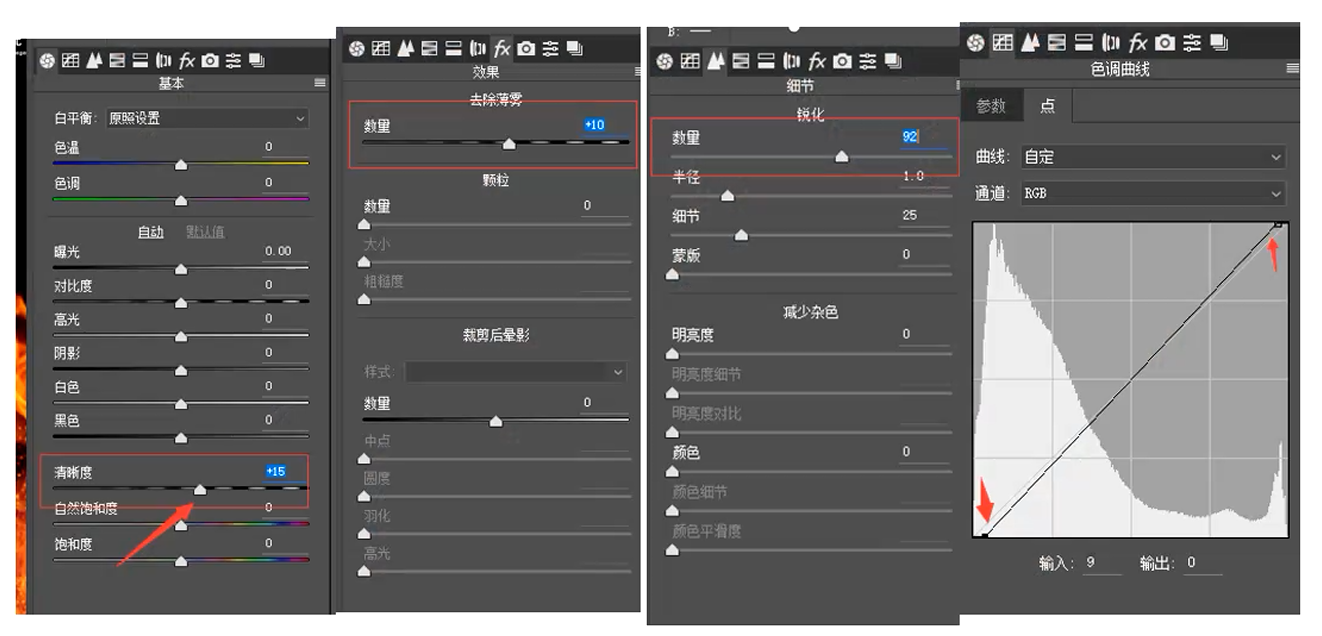 基本
白平衡: 原照设置
色温 0
色调 0
自动 默认值
曝光 0.00
对比度 0
高光 0
阴影 0
白色 0
黑色 0
清晰度 +15
自然饱和度 0
饱和度 0
fx
效果
去除薄雾
数量 +10
颗粒
数量 0
大小
粗糙度
裁剪后晕影
样式:
数量 0
中点
圆度
羽化
高光
B:
fx
细节
锐化
数量 92
半径 1.0
细节 25
蒙版 0
减少杂色
明亮度 0
明亮度细节
明亮度对比
颜色 0
颜色细节
颜色平滑度
fx
色调曲线
参数 点
曲线: 自定
通道: RGB
输入: 9 输出: 0